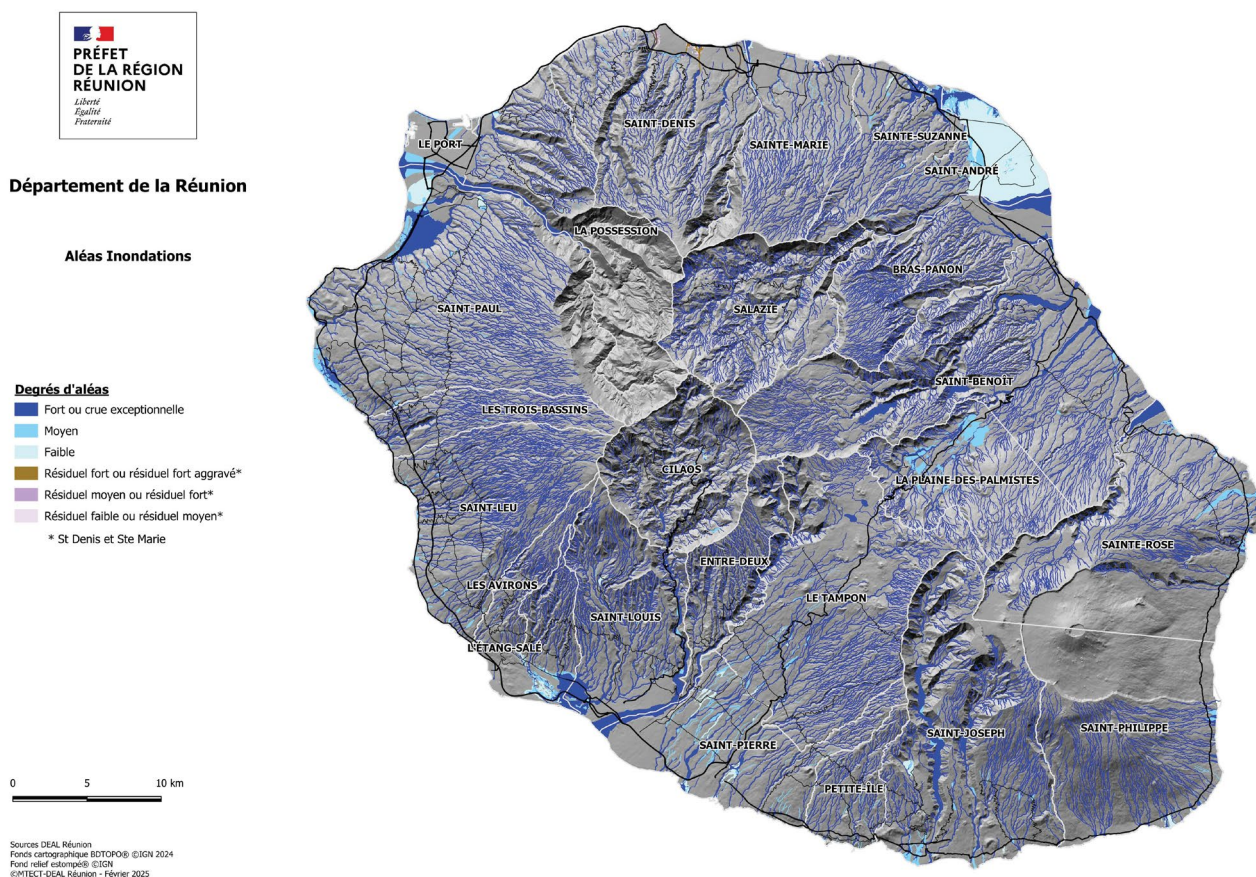 PRÉFET
DE LA RÉGION
RÉUNION
Liberté
Égalité
Fraternité
Département de la Réunion
Aléas Inondations
Degrés d'aléas
Fort ou crue exceptionnelle
Moyen
Faible
Résiduel fort ou résiduel fort aggravé*
Résiduel moyen ou résiduel fort*
Résiduel faible ou résiduel moyen*
* St Denis et Ste Marie
0 5 10 km
Sources DEAL Réunion
Fonds cartographique BDTOPO® ©IGN 2024
Fond relief estompé® ©IGN
©MTECT-DEAL Réunion - Février 2025
SAINT-DENIS
LE PORT
SAINTE-MARIE
SAINTE-SUZANNE
SAINT-ANDRÉ
LA POSSESSION
BRAS-PANON
SAINT-PAUL
SALAZIE
SAINT-BENOÎT
LES TROIS-BASSINS
CILAOS
LA PLAINE-DES-PALMISTES
SAINT-LEU
SAINTE-ROSE
ENTRE-DEUX
LES AVIRONS
LE TAMPON
SAINT-LOUIS
L'ÉTANG-SALÉ
SAINT-PHILIPPE
SAINT-JOSEPH
SAINT-PIERRE
PETITE-ÎLE